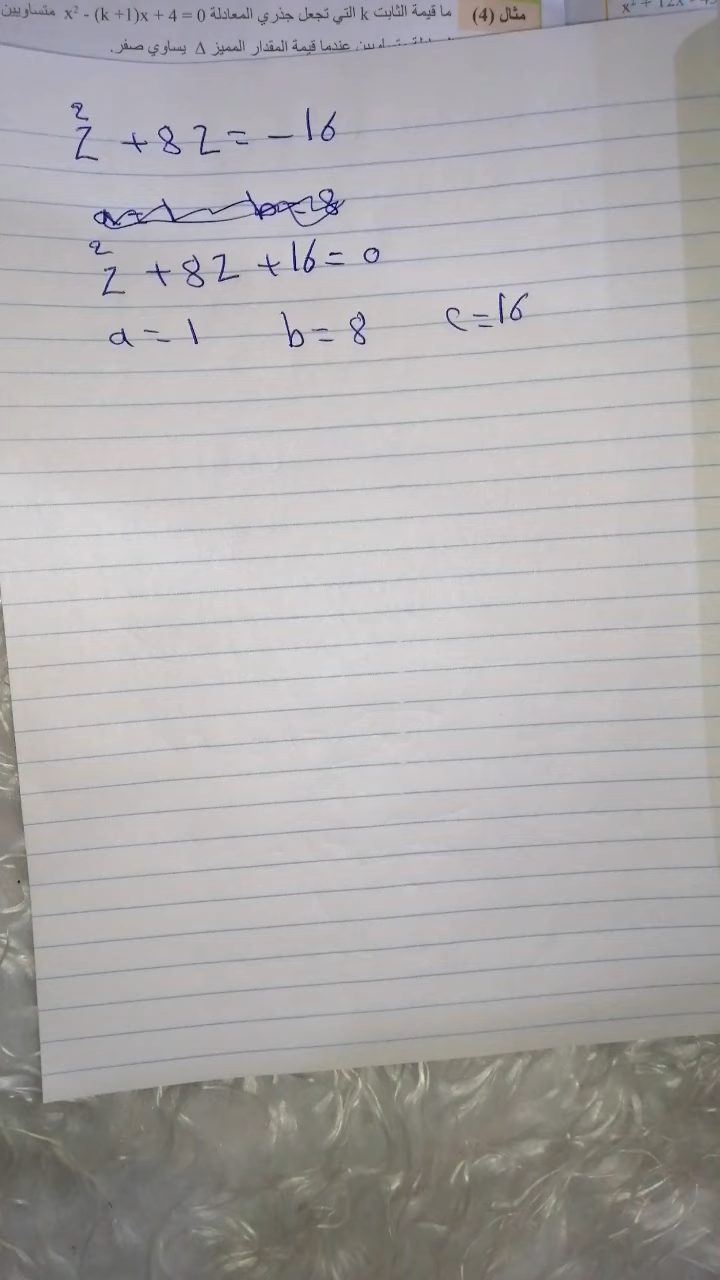 مثال (4) ما قيمة الثابت k التي تجعل جذري المعادلة x² - (k +1)x + 4 = 0 متساويين
عندما قيمة المقدار المميز Δ يساوي صفر.
z² + 8z = -16
z² + 8z + 16 = 0
a = 1 b = 8 c = 16